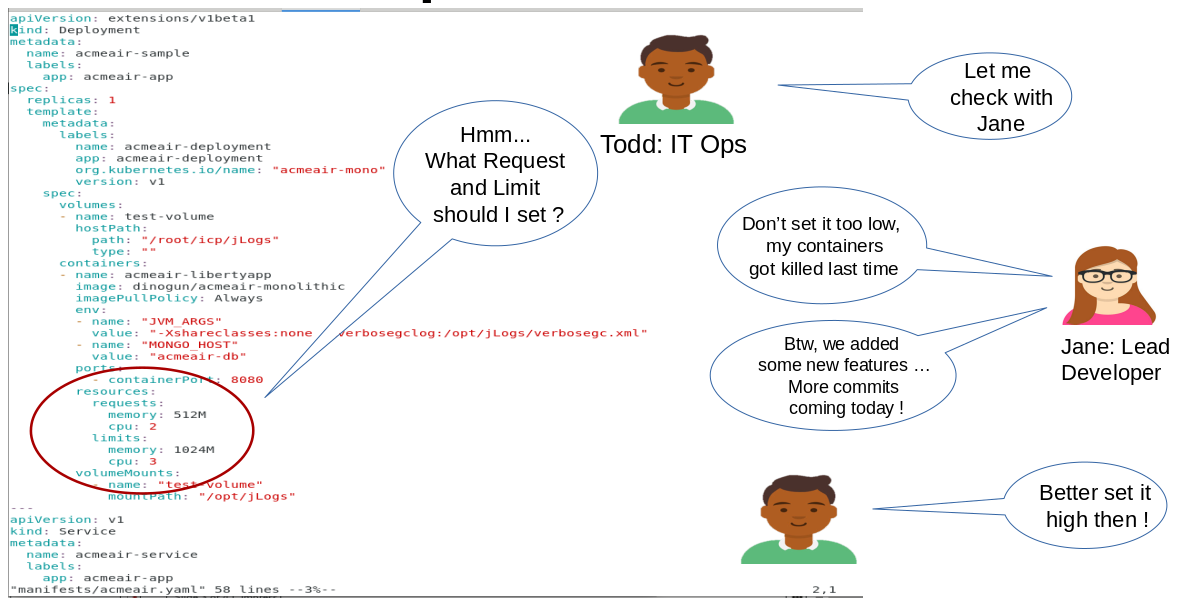 apiVersion: extensions/v1beta1
kind: Deployment
metadata:
  name: acmeair-sample
  labels:
    app: acmeair-app
spec:
  replicas: 1
  template:
    metadata:
      labels:
        name: acmeair-deployment
        app: acmeair-deployment
        org.kubernetes.io/name: "acmeair-mono"
        version: v1
    spec:
      volumes:
      - name: test-volume
        hostPath:
          path: "/root/icp/jLogs"
          type: ""
      containers:
      - name: acmeair-libertyapp
        image: dinogun/acmeair-monolithic
        imagePullPolicy: Always
        env:
        - name: "JVM_ARGS"
          value: "-Xshareclasses:none verbosegclog:/opt/jLogs/verbosegc.xml"
        - name: "MONGO_HOST"
          value: "acmeair-db"
        ports:
          - containerPort: 8080
        resources:
          requests:
            memory: 512M
            cpu: 2
          limits:
            memory: 1024M
            cpu: 3
        volumeMounts:
          - name: "test-volume"
            mountPath: "/opt/jLogs"
---
apiVersion: v1
kind: Service
metadata:
  name: acmeair-service
  labels:
    app: acmeair-app
"manifests/acmeair.yaml" 58 lines --3%-- 2,1
Hmm...
What Request
and Limit
should I set ?
Todd: IT Ops
Let me
check with
Jane
Don't set it too low,
my containers
got killed last time
Btw, we added
some new features …
More commits
coming today !
Jane: Lead
Developer
Better set it
high then !